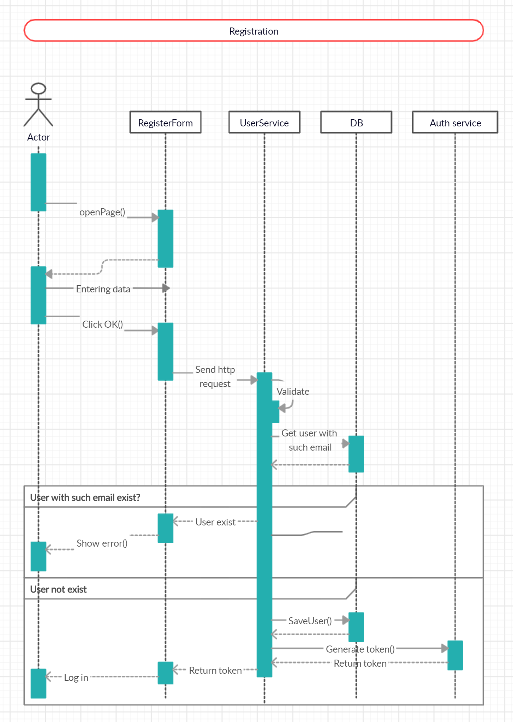 Registration
Actor
RegisterForm
UserService
DB
Auth service
openPage()
Entering data
Click OK()
Send http
request
Validate
Get user with
such email
User with such email exist?
User exist
Show error()
User not exist
SaveUser()
Generate token()
Return token
Return token
Log in